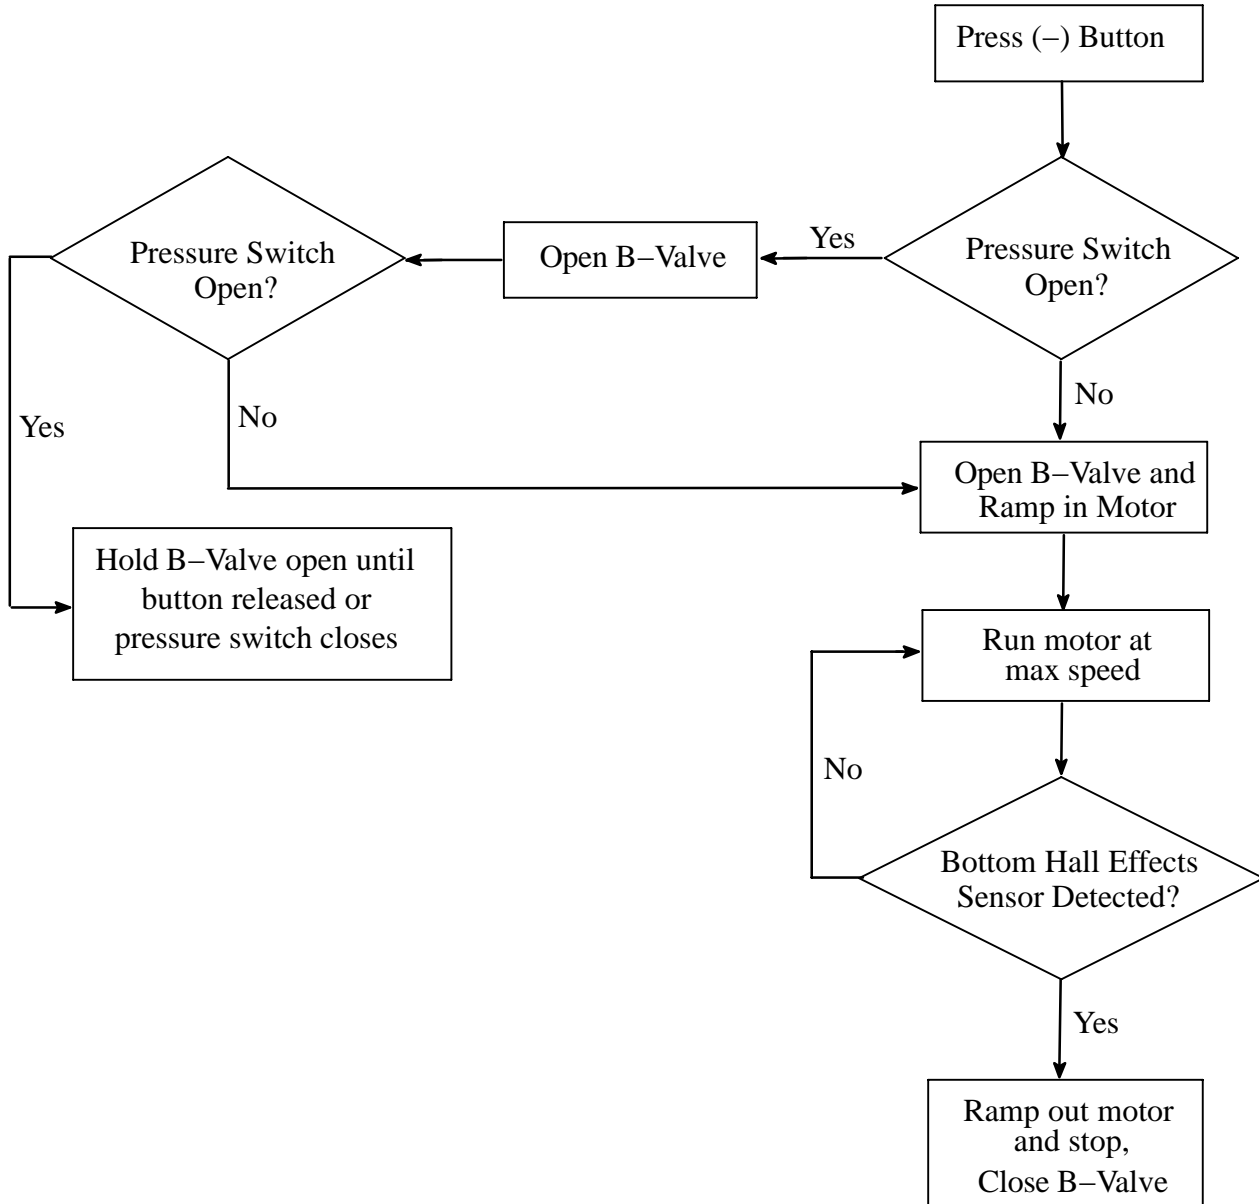 Press (−) Button
Pressure Switch
Open?
Yes
Open B−Valve
Pressure Switch
Open?
Yes
No
No
Open B−Valve and
Ramp in Motor
Hold B−Valve open until
button released or
pressure switch closes
Run motor at
max speed
No
Bottom Hall Effects
Sensor Detected?
Yes
Ramp out motor
and stop,
Close B−Valve